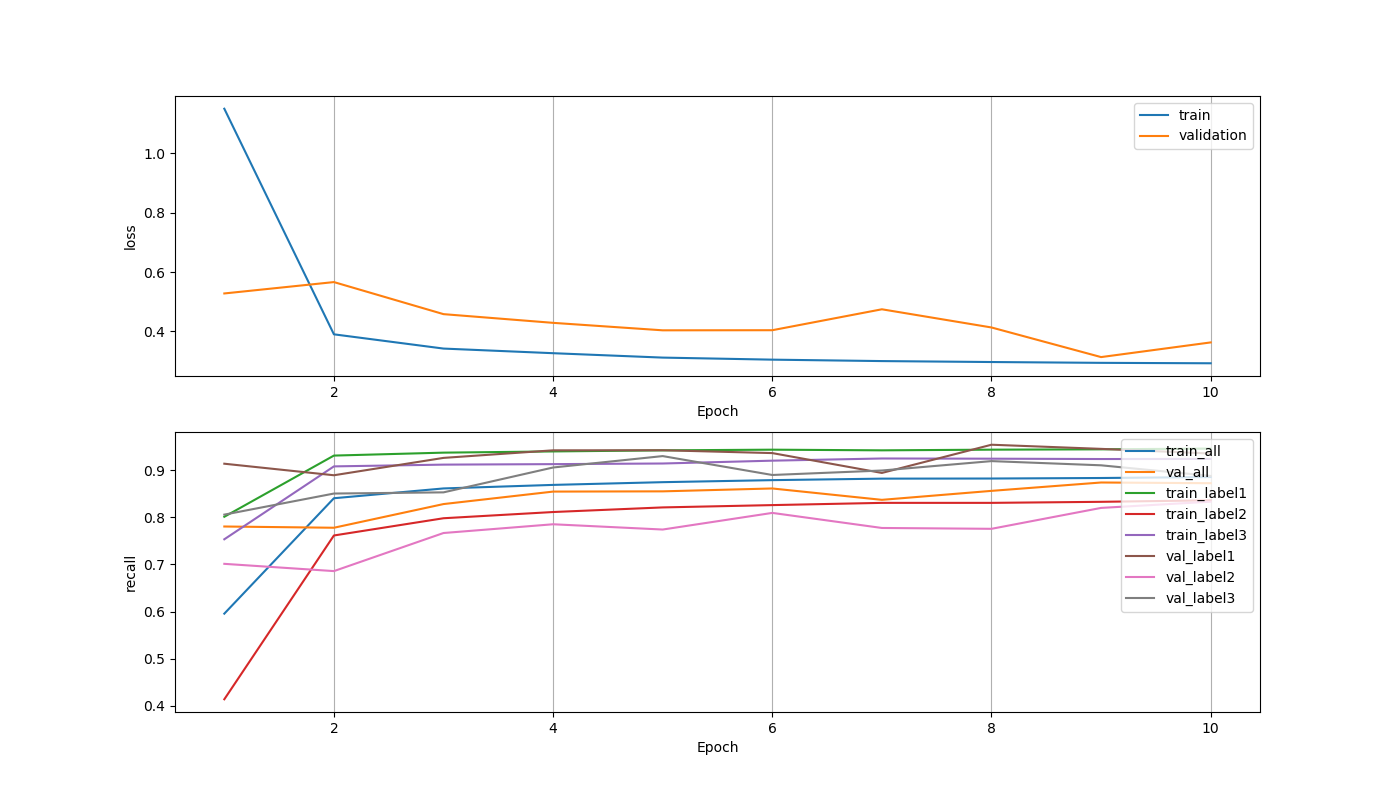 1.0
0.8
0.6
0.4
loss
2
4
6
8
10
Epoch
train
validation
0.9
0.8
0.7
0.6
0.5
0.4
recall
2
4
6
8
10
Epoch
train_all
val_all
train_label1
train_label2
train_label3
val_label1
val_label2
val_label3